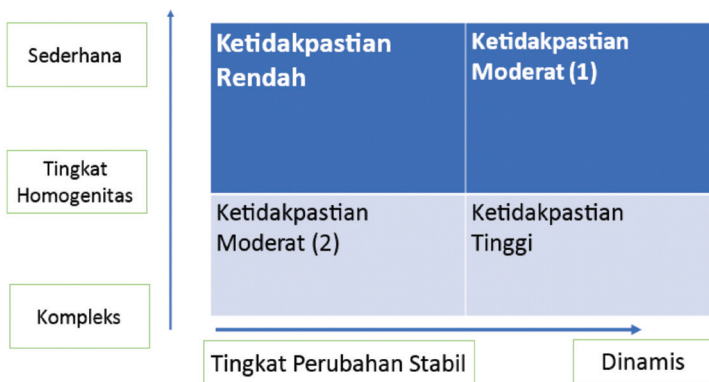 Sederhana
Ketidakpastian
Rendah
Ketidakpastian
Moderat (1)
Tingkat
Homogenitas
Ketidakpastian
Moderat (2)
Ketidakpastian
Tinggi
Kompleks
Tingkat Perubahan Stabil
Dinamis